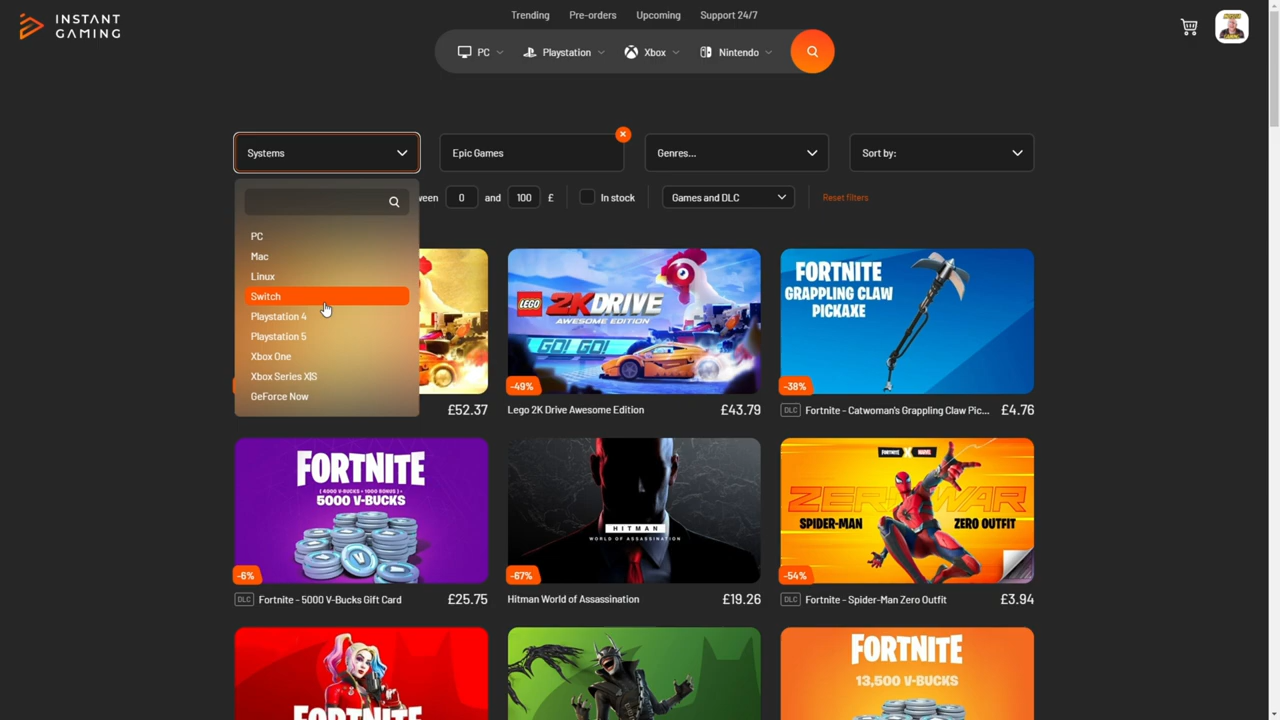 INSTANT
GAMING
Trending
Pre-orders
Upcoming
Support 24/7
PC
Playstation
Xbox
Nintendo
Systems
Epic Games
Genres...
Sort by:
ween
0
and
100
£
In stock
Games and DLC
Reset filters
PC
Mac
Linux
Switch
Playstation 4
Playstation 5
Xbox One
Xbox Series X|S
GeForce Now
£52.37
LEGO
2KDRIVE
AWESOME EDITION
GO! GO!
-49%
Lego 2K Drive Awesome Edition
£43.79
FORTNITE
GRAPPLING CLAW
PICKAXE
-38%
DLC
Fortnite - Catwoman's Grappling Claw Pic...
£4.76
FORTNITE
(4000 V-BUCKS + 1000 BONUS)
5000 V-BUCKS
-6%
DLC
Fortnite - 5000 V-Bucks Gift Card
£25.75
HITMAN
WORLD OF ASSASSINATION
-67%
Hitman World of Assassination
£19.26
FORTNITE X MARVEL
ZERO WAR
SPIDER-MAN
ZERO OUTFIT
-54%
DLC
Fortnite - Spider-Man Zero Outfit
£3.94
FORTNITE
FORTNITE
13,500 V-BUCKS